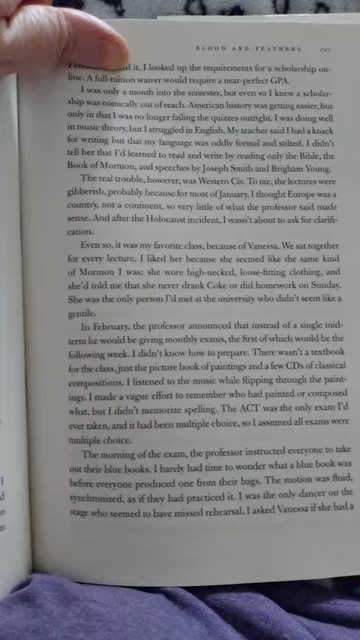 BLOOD AND FEATHERS
it. I looked up the requirements for a scholarship on-
line. A full-tuition waiver would require a near-perfect GPA.
I was only a month into the semester, but even so I knew a scholar-
ship was comically out of reach. American history was getting easier, but
only in that I was no longer failing the quizzes outright. I was doing well
in music theory, but I struggled in English. My teacher said I had a knack
for writing but that my language was oddly formal and stilted. I didn't
tell her that I'd learned to read and write by reading only the Bible, the
Book of Mormon, and speeches by Joseph Smith and Brigham Young.
The real trouble, however, was Western Civ. To me, the lectures were
gibberish, probably because for most of January, I thought Europe was a
country, not a continent, so very little of what the professor said made
sense. And after the Holocaust incident, I wasn't about to ask for clarifi-
cation.
Even so, it was my favorite class, because of Vanessa. We sat together
for every lecture. I liked her because she seemed like the same kind
of Mormon I was: she wore high-necked, loose-fitting clothing, and
she'd told me that she never drank Coke or did homework on Sunday.
She was the only person I'd met at the university who didn't seem like a
gentile.
In February, the professor announced that instead of a single mid-
term he would be giving monthly exams, the first of which would be the
following week. I didn't know how to prepare. There wasn't a textbook
for the class, just the picture book of paintings and a few CDs of classical
compositions. I listened to the music while flipping through the paint-
ings. I made a vague effort to remember who had painted or composed
what, but I didn't memorize spelling. The ACT was the only exam I'd
ever taken, and it had been multiple choice, so I assumed all exams were
multiple choice.
The morning of the exam, the professor instructed everyone to take
out their blue books. I barely had time to wonder what a blue book was
before everyone produced one from their bags. The motion was fluid,
synchronized, as if they had practiced it. I was the only dancer on the
stage who seemed to have missed rehearsal. I asked Vanessa if she had a